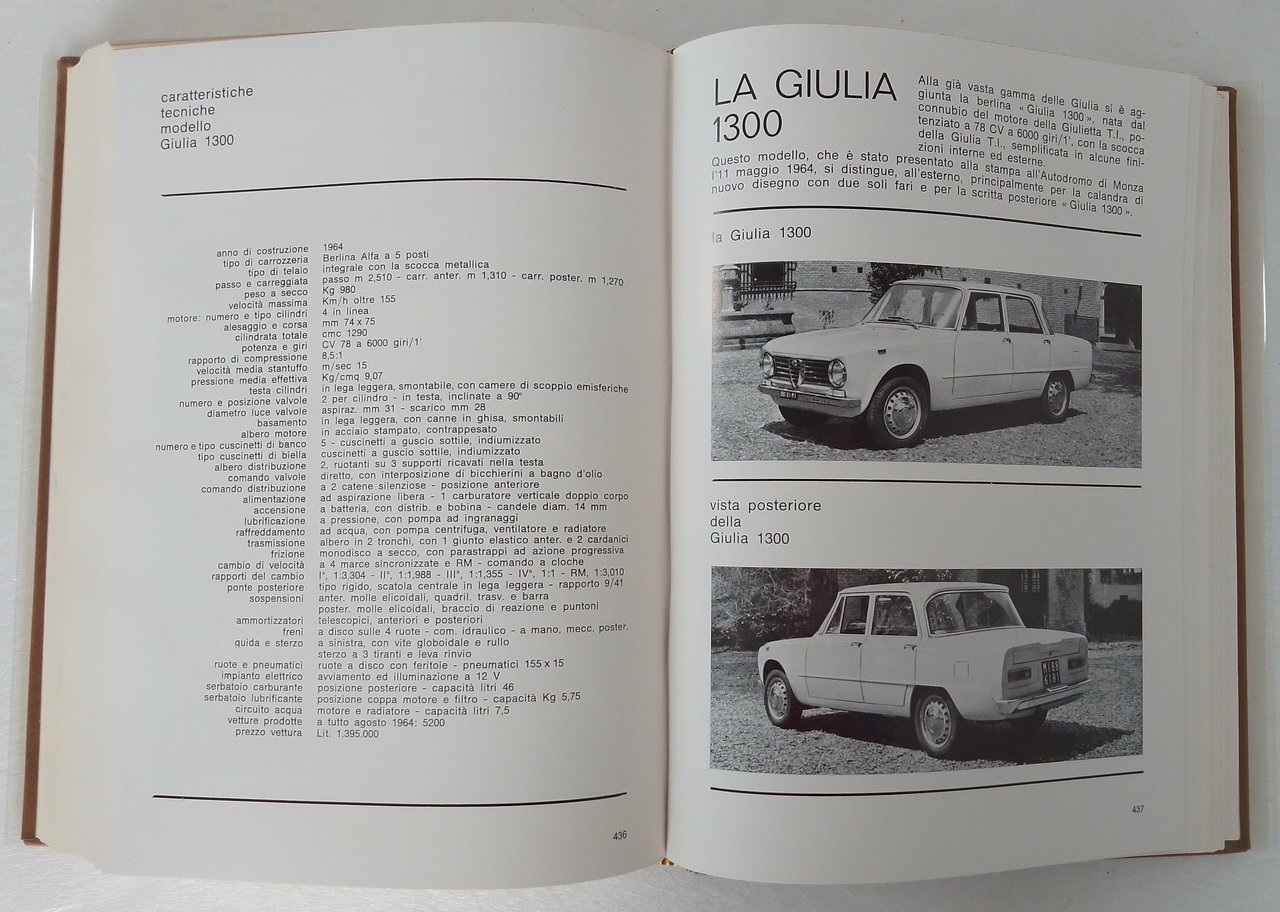 caratteristiche
tecniche
modello
Giulia 1300
anno di costruzione 1964
tipo di carrozzeria Berlina Alfa a 5 posti
tipo di telaio integrale con la scocca metallica
passo e carreggiata passo m 2,510 - carr. anter. m 1,310 - carr. poster. m 1,270
peso a secco Kg 980
velocità massima Km/h oltre 155
motore: numero e tipo cilindri 4 in linea
alesaggio e corsa mm 74 x 75
cilindrata totale cmc 1290
potenza e giri CV 78 a 6000 giri/1'
rapporto di compressione 8,5:1
velocità media stantuffo m/sec 15
pressione media effettiva Kg/cmq 9,07
testa cilindri in lega leggera, smontabile, con camere di scoppio emisferiche
numero e posizione valvole 2 per cilindro - in testa, inclinate a 90°
diametro luce valvole aspiraz. mm 31 - scarico mm 28
basamento in lega leggera, con canne in ghisa, smontabili
albero motore in acciaio stampato, contrappesato
numero e tipo cuscinetti di banco 5 - cuscinetti a guscio sottile, indiumizzato
tipo cuscinetti di biella cuscinetti a guscio sottile, indiumizzato
albero distribuzione 2, ruotanti su 3 supporti ricavati nella testa
comando valvole diretto, con interposizione di bicchierini a bagno d'olio
comando distribuzione a 2 catene silenziose - posizione anteriore
alimentazione ad aspirazione libera - 1 carburatore verticale doppio corpo
accensione a batteria, con distrib. e bobina - candele diam. 14 mm
lubrificazione a pressione, con pompa ad ingranaggi
raffreddamento ad acqua, con pompa centrifuga, ventilatore e radiatore
trasmissione albero in 2 tronchi, con 1 giunto elastico anter. e 2 cardanici
frizione monodisco a secco, con parastrappi ad azione progressiva
cambio di velocità a 4 marce sincronizzate e RM - comando a cloche
rapporti del cambio Iª, 1:3,304 - IIª, 1:1,988 - IIIª, 1:1,355 - IVª, 1:1 - RM, 1:3,010
ponte posteriore tipo rigido, scatola centrale in lega leggera - rapporto 9/41
sospensioni anter. molle elicoidali, quadril. trasv. e barra
poster. molle elicoidali, braccio di reazione e puntoni
ammortizzatori telescopici, anteriori e posteriori
freni a disco sulle 4 ruote - com. idraulico - a mano, mecc. poster.
guida e sterzo a sinistra, con vite globoidale e rullo
sterzo a 3 tiranti e leva rinvio
ruote e pneumatici ruote a disco con feritoie - pneumatici 155 x 15
impianto elettrico avviamento ed illuminazione a 12 V
serbatoio carburante posizione posteriore - capacità litri 46
serbatoio lubrificante posizione coppa motore e filtro - capacità Kg 5,75
circuito acqua motore e radiatore - capacità litri 7,5
vetture prodotte a tutto agosto 1964: 5200
prezzo vettura Lit. 1.395.000
436
LA GIULIA
1300
Alla già vasta gamma delle Giulia si è ag-
giunta la berlina «Giulia 1300», nata dal
connubio del motore della Giulietta T.I., po-
tenziato a 78 CV a 6000 giri/1', con la scocca
della Giulia T.I., semplificata in alcune fini-
zioni interne ed esterne.
Questo modello, che è stato presentato alla stampa all'Autodromo di Monza
l'11 maggio 1964, si distingue, all'esterno, principalmente per la calandra di
nuovo disegno con due soli fari e per la scritta posteriore «Giulia 1300».
la Giulia 1300
vista posteriore
della
Giulia 1300
MI 88
6181
437